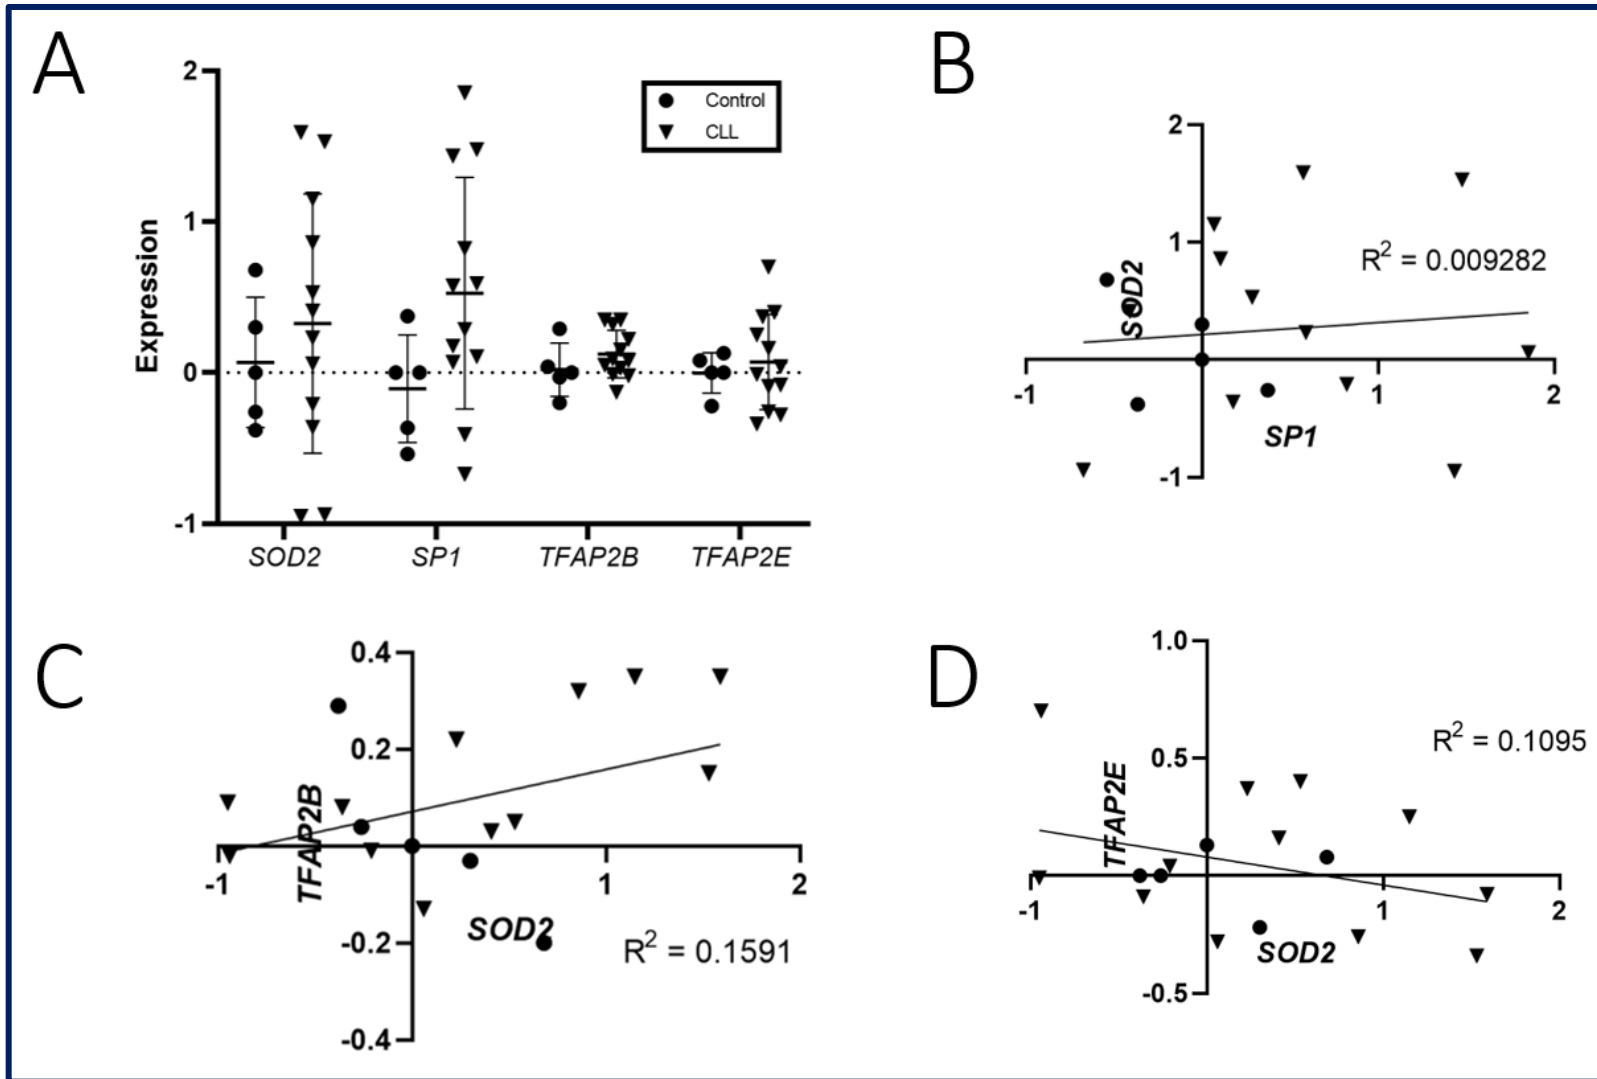 A
2
1
0
-1
Expression
Control
CLL
SOD2
SP1
TFAP2B
TFAP2E
B
2
1
-1
SOD2
R² = 0.009282
-1
1
2
SP1
C
0.4
0.2
-0.2
-0.4
TFAP2B
-1
1
2
SOD2
R² = 0.1591
D
1.0
0.5
-0.5
TFAP2E
R² = 0.1095
-1
1
2
SOD2